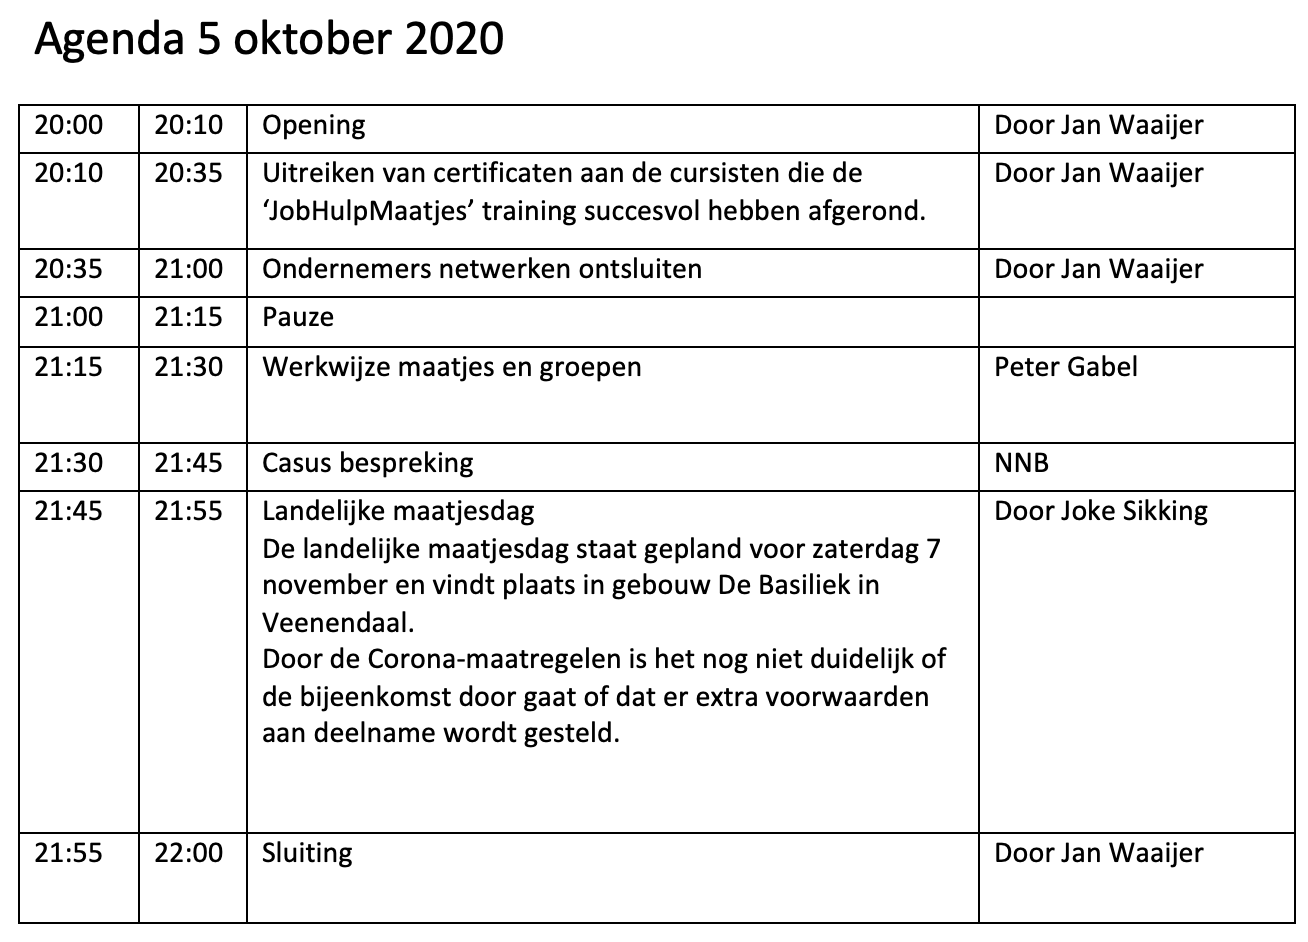 Agenda 5 oktober 2020
20:00 20:10 Opening Door Jan Waaijer
20:10 20:35 Uitreiken van certificaten aan de cursisten die de Door Jan Waaijer
‘JobHulpMaatjes’ training succesvol hebben afgerond.
20:35 21:00 Ondernemers netwerken ontsluiten Door Jan Waaijer
21:00 21:15 Pauze
21:15 21:30 Werkwijze maatjes en groepen Peter Gabel
21:30 21:45 Casus bespreking NNB
21:45 21:55 Landelijke maatjesdag Door Joke Sikking
De landelijke maatjesdag staat gepland voor zaterdag 7
november en vindt plaats in gebouw De Basiliek in
Veenendaal.
Door de Corona-maatregelen is het nog niet duidelijk of
de bijeenkomst door gaat of dat er extra voorwaarden
aan deelname wordt gesteld.
21:55 22:00 Sluiting Door Jan Waaijer